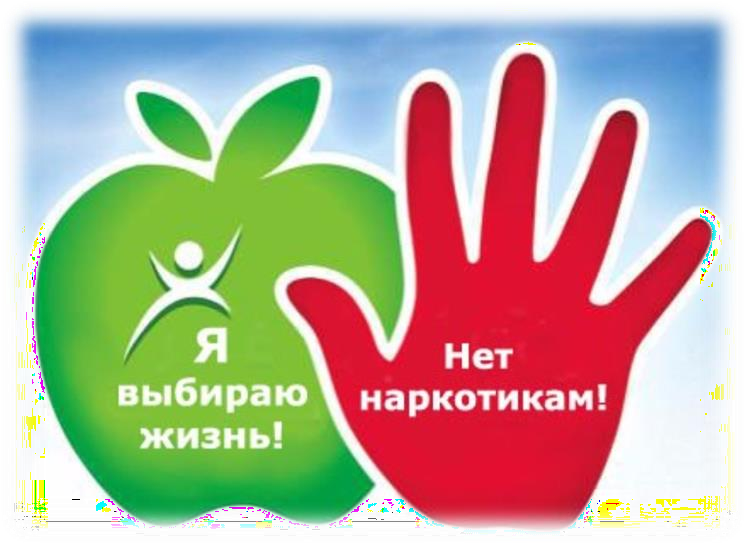 Я
выбираю
жизнь!
Нет
наркотикам!